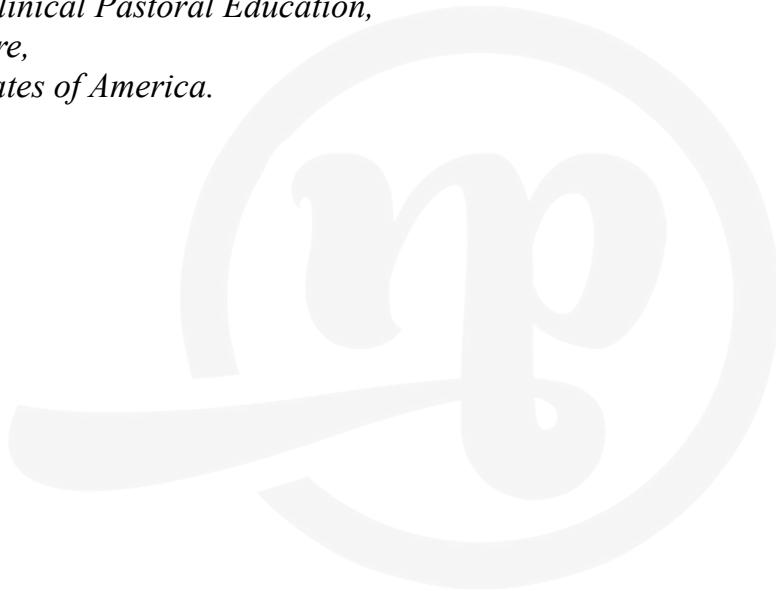 linical Pastoral Education,
re,
ates of America.